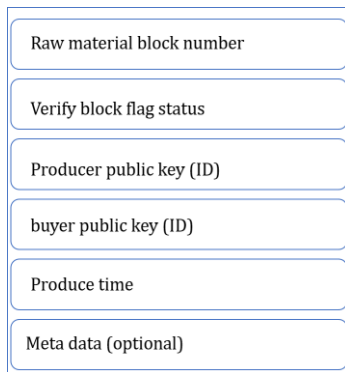 Raw material block number
Verify block flag status
Producer public key (ID)
buyer public key (ID)
Produce time
Meta data (optional)